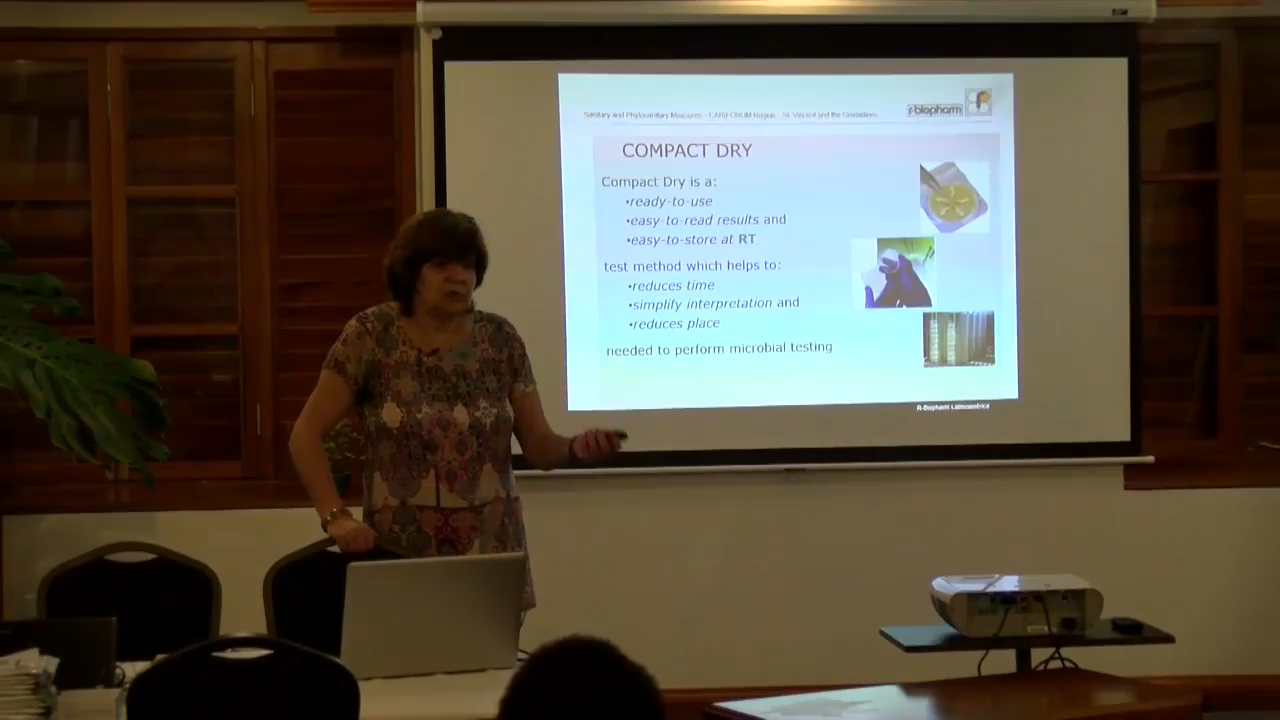 Sanitary and Phytosanitary Measures - CARIFORUM Region - St. Vincent and the Grenadines
r-biopharm
COMPACT DRY
Compact Dry is a:
•ready-to-use
•easy-to-read results and
•easy-to-store at RT
test method which helps to:
•reduces time
•simplify interpretation and
•reduces place
needed to perform microbial testing
R-Biopharm Latinoamérica